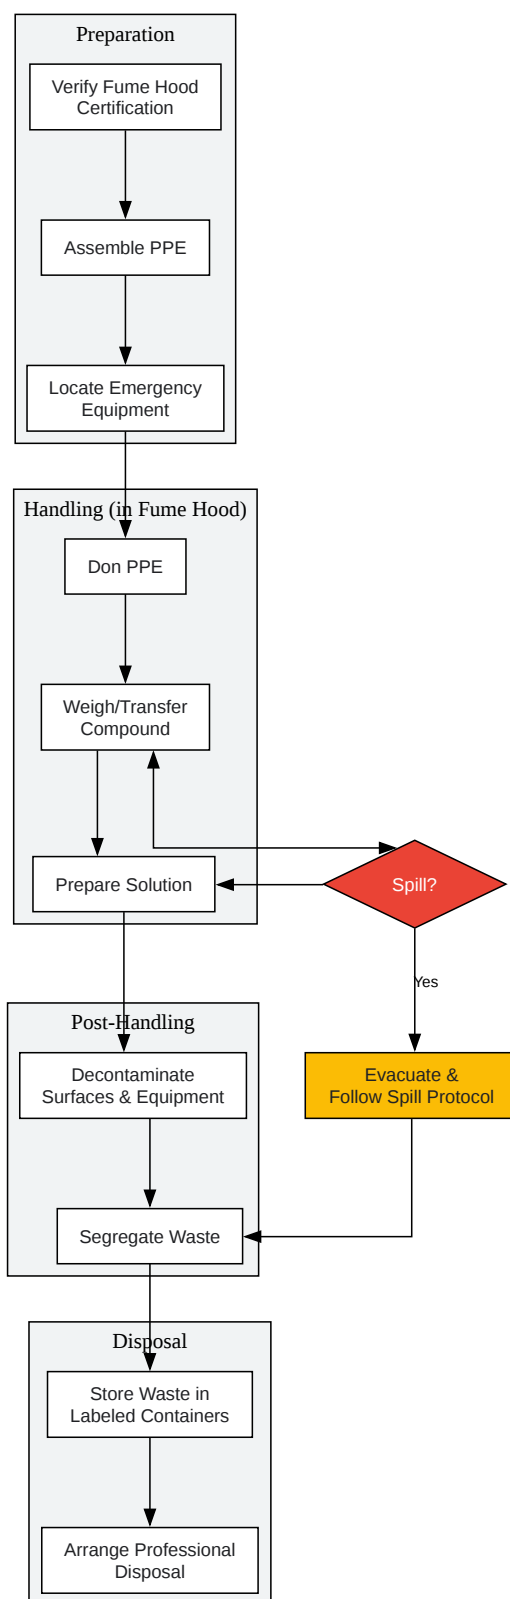 Preparation
Verify Fume Hood
Certification
Assemble PPE
Locate Emergency
Equipment
Handling (in Fume Hood)
Don PPE
Weigh/Transfer
Compound
Prepare Solution
Spill?
Yes
Post-Handling
Decontaminate
Surfaces & Equipment
Evacuate &
Follow Spill Protocol
Segregate Waste
Disposal
Store Waste in
Labeled Containers
Arrange Professional
Disposal